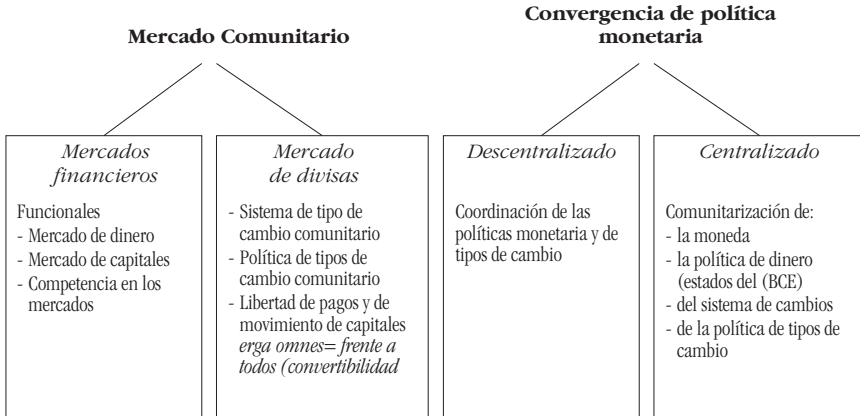 Mercado Comunitario
Convergencia de política
monetaria
Mercados
financieros
Funcionales
- Mercado de dinero
- Mercado de capitales
- Competencia en los
mercados
Mercado
de divisas
- Sistema de tipo de
cambio comunitario
- Política de tipos de
cambio comunitario
- Libertad de pagos y de
movimiento de capitales
erga omnes= frente a
todos (convertibilidad
Descentralizado
Coordinación de las
políticas monetaria y de
tipos de cambio
Centralizado
Comunitarización de:
- la moneda
- la política de dinero
(estados del (BCE)
- del sistema de cambios
- de la política de tipos de
cambio